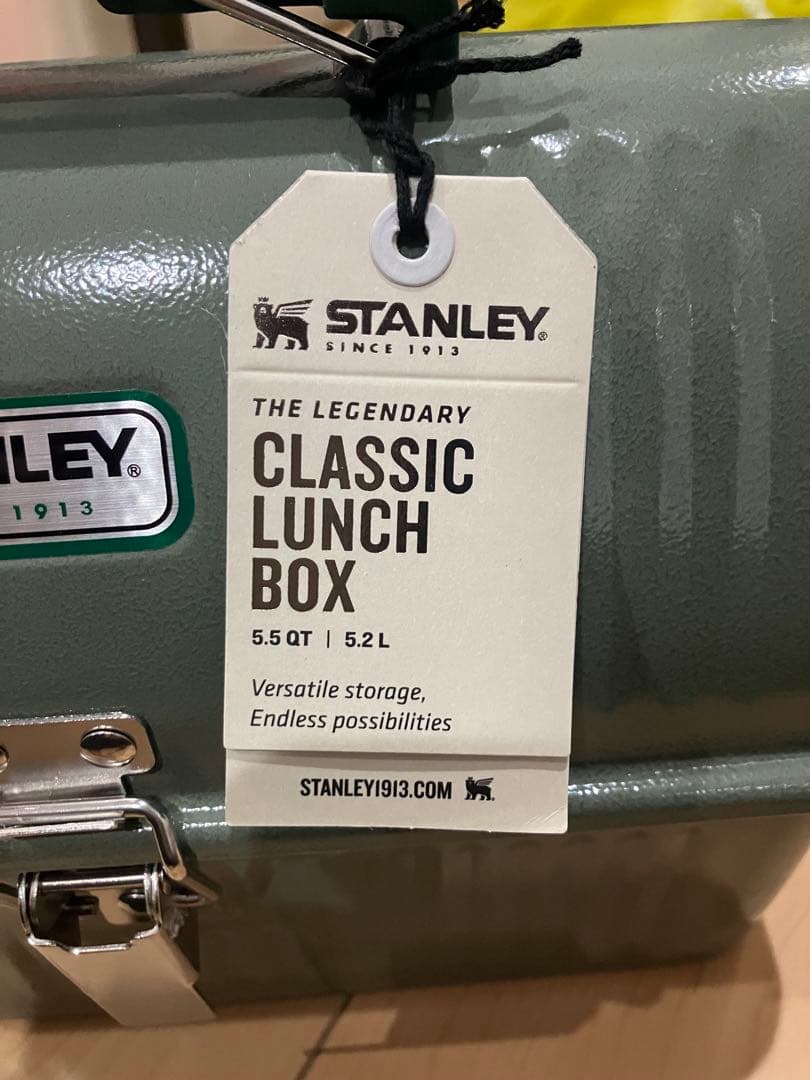 STANLEY®
SINCE 1913
THE LEGENDARY
CLASSIC
LUNCH
BOX
5.5 QT | 5.2 L
Versatile storage,
Endless possibilities
STANLEY1913.COM
LEY®
1913